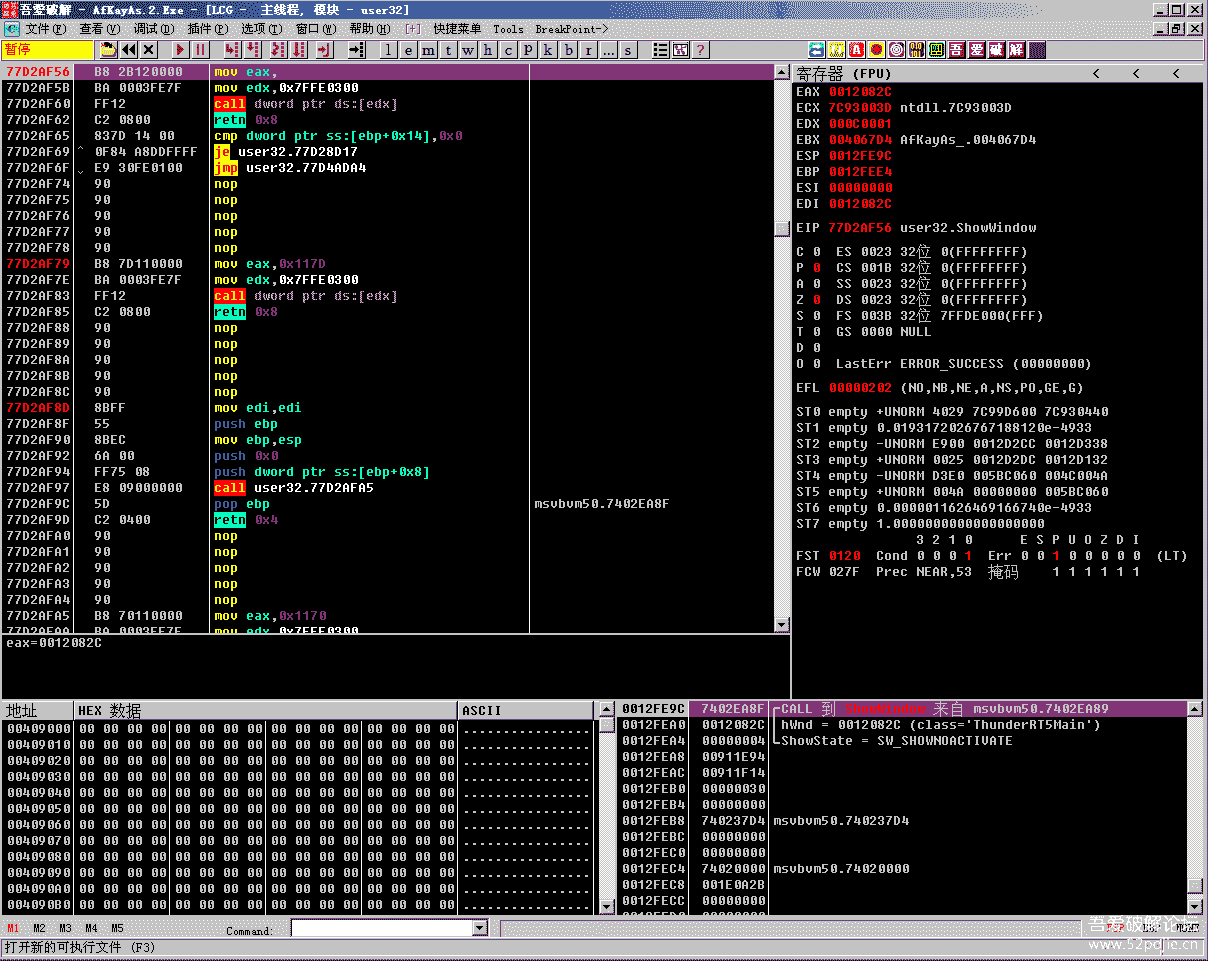 吾爱破解 - AfKayAs.2.Exe - [LCG - 主线程, 模块 - user32]
文件(F) 查看(V) 调试(D) 插件(P) 选项(T) 窗口(W) 帮助(H) [+] 快捷菜单 Tools BreakPoint->
暂停 l e m t w h c p k b r ... s ? 吾 爱 破 解
77D2AF56 B8 2B120000 mov eax,
77D2AF5B BA 0003FE7F mov edx,0x7FFE0300
77D2AF60 FF12 call dword ptr ds:[edx]
77D2AF62 C2 0800 retn 0x8
77D2AF65 837D 14 00 cmp dword ptr ss:[ebp+0x14],0x0
77D2AF69 ^ 0F84 A8DDFFFF je user32.77D28D17
77D2AF6F E9 30FE0100 jmp user32.77D4ADA4
77D2AF74 90 nop
77D2AF75 90 nop
77D2AF76 90 nop
77D2AF77 90 nop
77D2AF78 90 nop
77D2AF79 B8 7D110000 mov eax,0x117D
77D2AF7E BA 0003FE7F mov edx,0x7FFE0300
77D2AF83 FF12 call dword ptr ds:[edx]
77D2AF85 C2 0800 retn 0x8
77D2AF88 90 nop
77D2AF89 90 nop
77D2AF8A 90 nop
77D2AF8B 90 nop
77D2AF8C 90 nop
77D2AF8D 8BFF mov edi,edi
77D2AF8F 55 push ebp
77D2AF90 8BEC mov ebp,esp
77D2AF92 6A 00 push 0x0
77D2AF94 FF75 08 push dword ptr ss:[ebp+0x8]
77D2AF97 E8 09000000 call user32.77D2AFA5
77D2AF9C 5D pop ebp msvbvm50.7402EA8F
77D2AF9D C2 0400 retn 0x4
77D2AFA0 90 nop
77D2AFA1 90 nop
77D2AFA2 90 nop
77D2AFA3 90 nop
77D2AFA4 90 nop
77D2AFA5 B8 70110000 mov eax,0x1170
77D2AFAA BA 0003FE7F mov edx,0x7FFE0300
eax=0012082C
寄存器 (FPU) < < <
EAX 0012082C
ECX 7C93003D ntdll.7C93003D
EDX 000C0001
EBX 004067D4 AfKayAs_.004067D4
ESP 0012FE9C
EBP 0012FEE4
ESI 00000000
EDI 0012082C
EIP 77D2AF56 user32.ShowWindow
C 0 ES 0023 32位 0(FFFFFFFF)
P 0 CS 001B 32位 0(FFFFFFFF)
A 0 SS 0023 32位 0(FFFFFFFF)
Z 0 DS 0023 32位 0(FFFFFFFF)
S 0 FS 003B 32位 7FFDE000(FFF)
T 0 GS 0000 NULL
D 0
O 0 LastErr ERROR_SUCCESS (00000000)
EFL 00000202 (NO,NB,NE,A,NS,PO,GE,G)
ST0 empty +UNORM 4029 7C99D600 7C930440
ST1 empty 0.0193172026767188120e-4933
ST2 empty -UNORM E900 0012D2CC 0012D338
ST3 empty +UNORM 0025 0012D2DC 0012D132
ST4 empty -UNORM D3E0 005BC060 004C004A
ST5 empty +UNORM 004A 00000000 005BC060
ST6 empty 0.0000011626469166740e-4933
ST7 empty 1.0000000000000000000
3 2 1 0 E S P U O Z D I
FST 0120 Cond 0 0 0 1 Err 0 0 1 0 0 0 0 0 (LT)
FCW 027F Prec NEAR,53 掩码 1 1 1 1 1 1
地址 HEX 数据 ASCII
00409000 00 00 00 00 00 00 00 00 00 00 00 00 00 00 00 00 ................
00409010 00 00 00 00 00 00 00 00 00 00 00 00 00 00 00 00 ................
00409020 00 00 00 00 00 00 00 00 00 00 00 00 00 00 00 00 ................
00409030 00 00 00 00 00 00 00 00 00 00 00 00 00 00 00 00 ................
00409040 00 00 00 00 00 00 00 00 00 00 00 00 00 00 00 00 ................
00409050 00 00 00 00 00 00 00 00 00 00 00 00 00 00 00 00 ................
00409060 00 00 00 00 00 00 00 00 00 00 00 00 00 00 00 00 ................
00409070 00 00 00 00 00 00 00 00 00 00 00 00 00 00 00 00 ................
00409080 00 00 00 00 00 00 00 00 00 00 00 00 00 00 00 00 ................
00409090 00 00 00 00 00 00 00 00 00 00 00 00 00 00 00 00 ................
004090A0 00 00 00 00 00 00 00 00 00 00 00 00 00 00 00 00 ................
004090B0 00 00 00 00 00 00 00 00 00 00 00 00 00 00 00 00 ................
0012FE9C 7402EA8F CALL 到 ShowWindow 来自 msvbvm50.7402EA89
0012FEA0 0012082C hWnd = 0012082C (class='ThunderRT5Main')
0012FEA4 00000004 ShowState = SW_SHOWNOACTIVATE
0012FEA8 00911E94
0012FEAC 00911F14
0012FEB0 00000030
0012FEB4 00000000
0012FEB8 740237D4 msvbvm50.740237D4
0012FEBC 00000000
0012FEC0 00000000
0012FEC4 74020000 msvbvm50.74020000
0012FEC8 001E0A2B
0012FECC 00000000
M1 M2 M3 M4 M5 Command:
吾爱破解论坛
打开新的可执行文件 (F3)
www.52pojie.cn